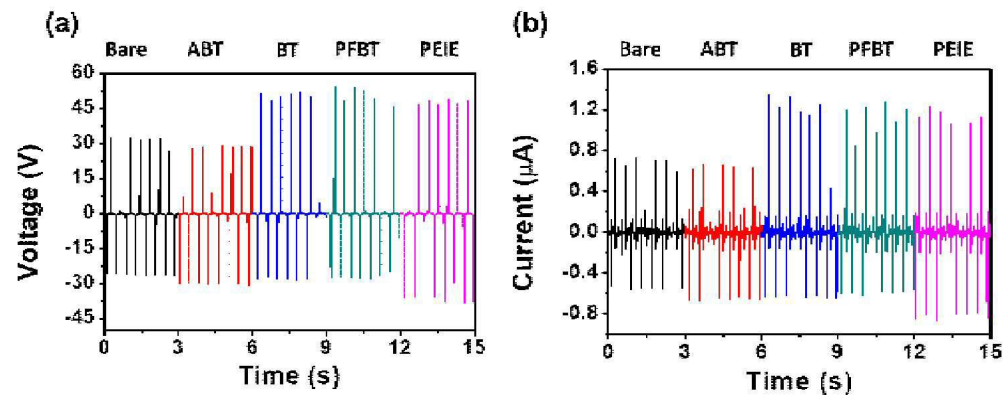 (a)
Bare ABT BT PFBT PEIE
Voltage (V)
60
45
30
15
0
-15
-30
-45
0 3 6 9 12 15
Time (s)
(b)
Bare ABT BT PFBT PEIE
Current (μA)
1.6
1.2
0.8
0.4
0.0
-0.4
-0.8
0 3 6 9 12 15
Time (s)